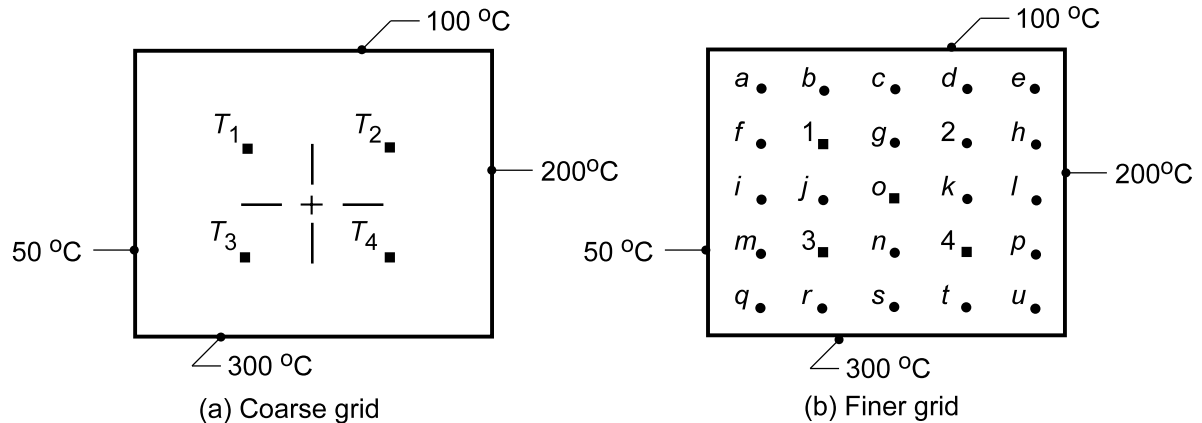 100 °C
T1 T2
200°C
50 °C
T3 T4
300 °C
(a) Coarse grid
100 °C
a b c d e
f 1 g 2 h
i j o k l
200°C
50 °C
m 3 n 4 p
q r s t u
300 °C
(b) Finer grid